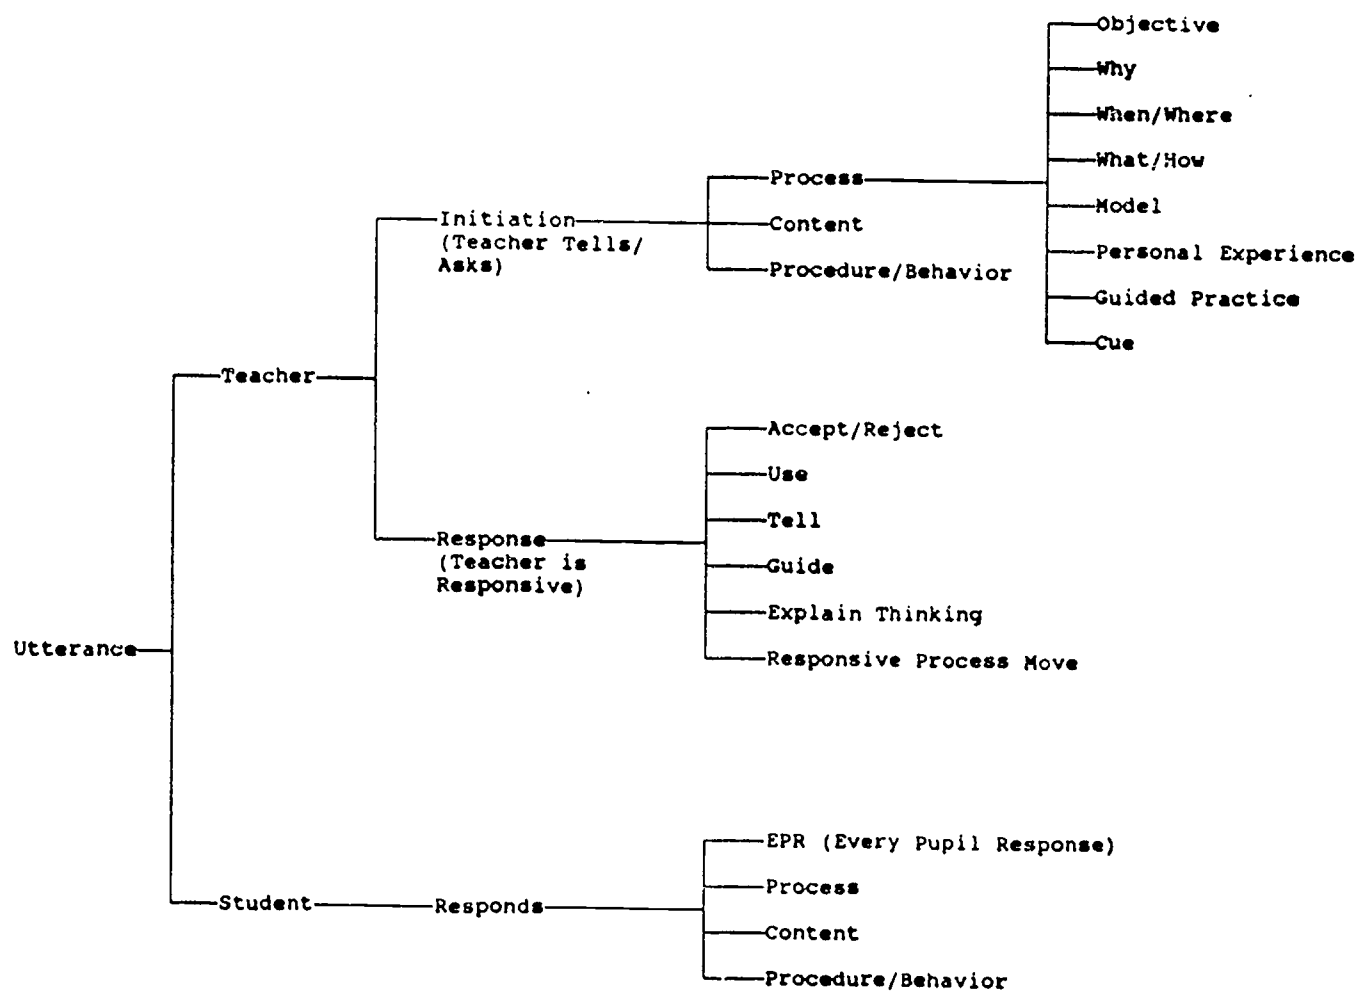 Objective
Why
When/Where
What/How
Process
Model
Initiation
Content
(Teacher Tells/
Asks)
Personal Experience
Procedure/Behavior
Guided Practice
Cue
Teacher
Accept/Reject
Use
Tell
Response
(Teacher is
Responsive)
Guide
Explain Thinking
Responsive Process Move
Utterance
EPR (Every Pupil Response)
Process
Student
Responds
Content
Procedure/Behavior